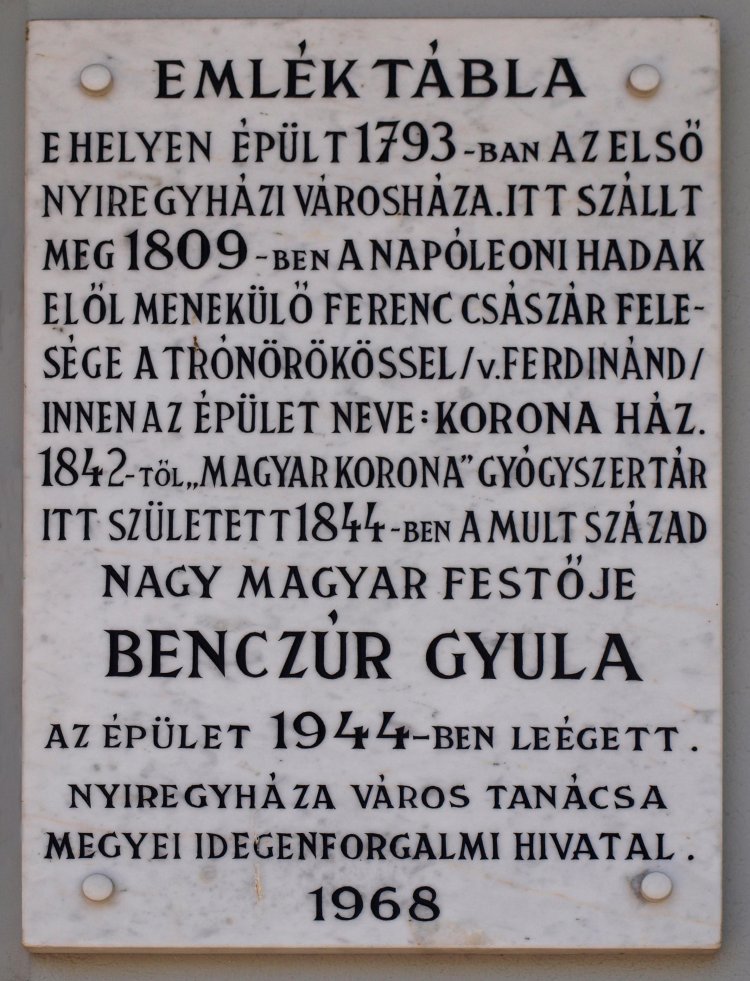 EMLÉKTÁBLA
E HELYEN ÉPÜLT 1793-BAN AZ ELSŐ
NYIREGYHÁZI VÁROSHÁZA. ITT SZÁLLT
MEG 1809-BEN A NAPÓLEONI HADAK
ELŐL MENEKÜLŐ FERENC CSÁSZÁR FELE-
SÉGE A TRÓNÖRÖKÖSSEL /V. FERDINÁND/
INNEN AZ ÉPÜLET NEVE: KORONA HÁZ.
1842-TÖL „MAGYAR KORONA” GYÓGYSZERTÁR
ITT SZÜLETETT 1844-BEN A MULT SZÁZAD
NAGY MAGYAR FESTŐJE
BENCZÚR GYULA
AZ ÉPÜLET 1944-BEN LEÉGETT.
NYIREGYHÁZA VÁROS TANÁCSA
MEGYEI IDEGENFORGALMI HIVATAL.
1968